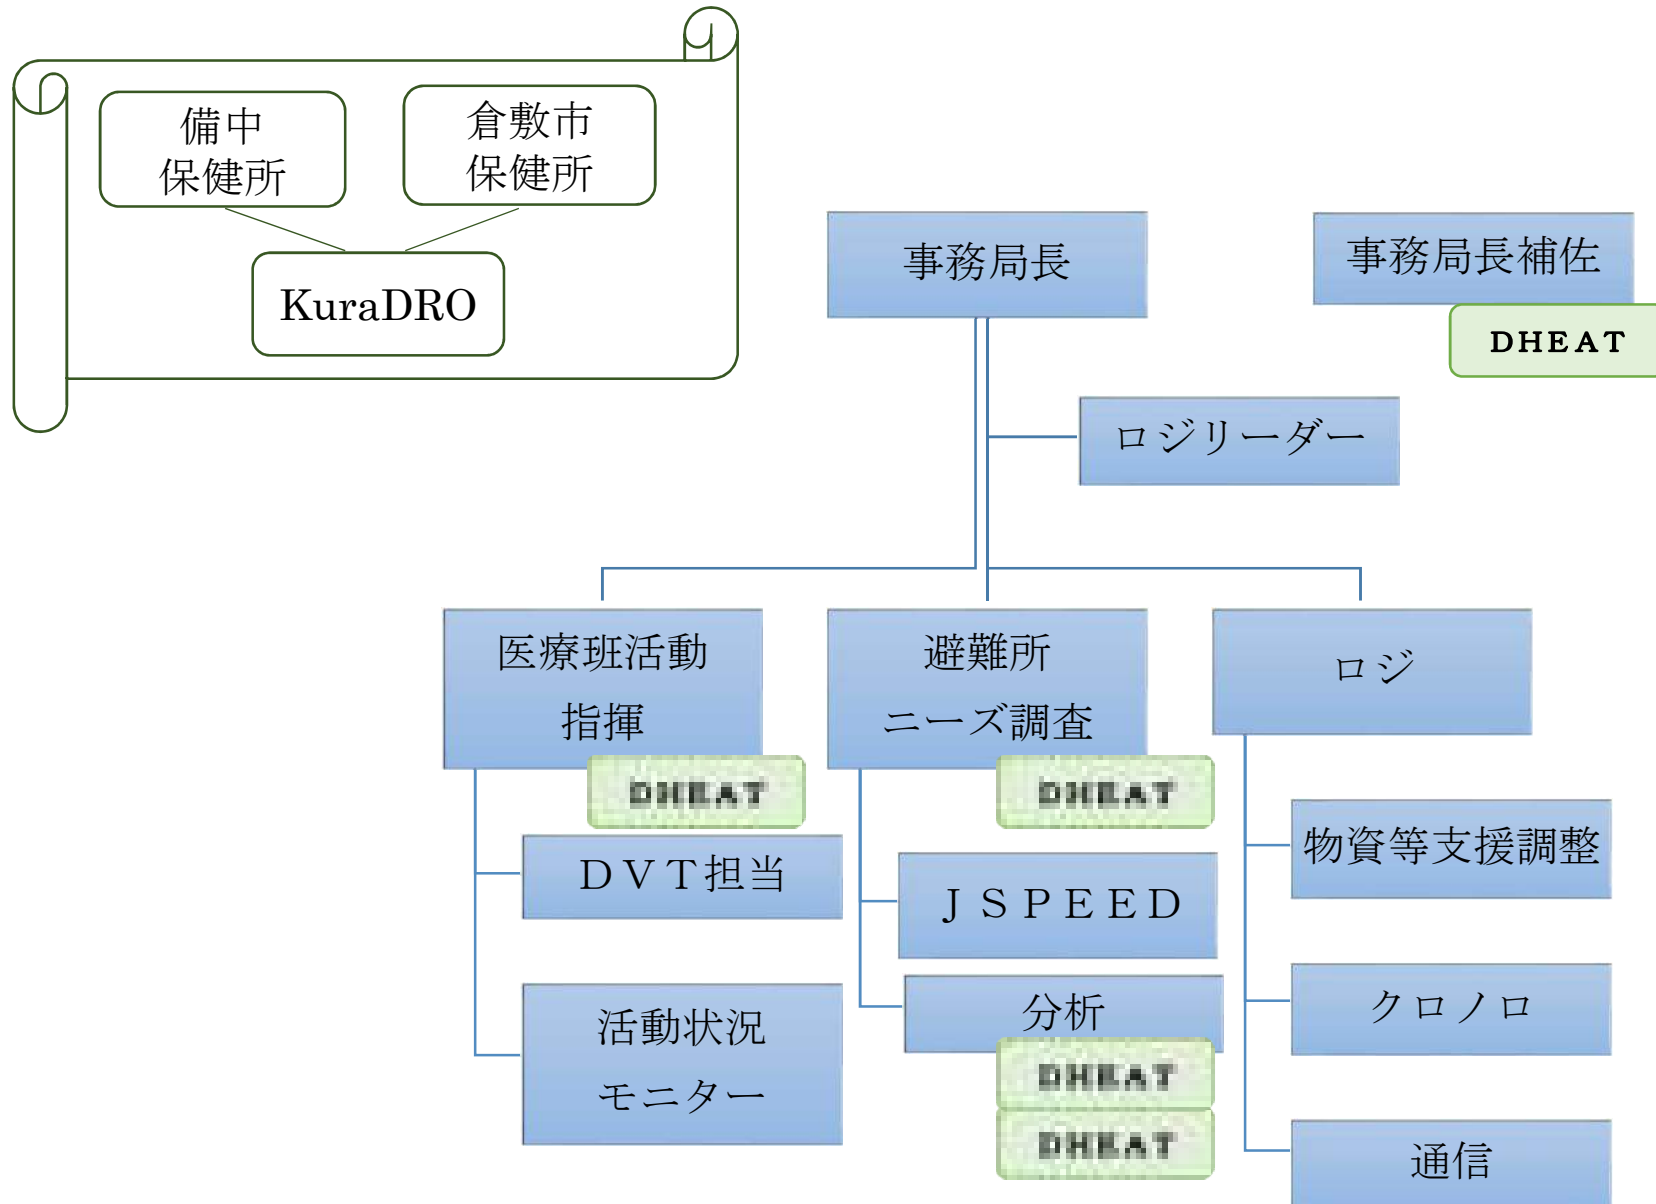 備中
保健所
倉敷市
保健所
KuraDRO
事務局長
事務局長補佐
DHEAT
ロジリーダー
医療班活動
指揮
DHEAT
避難所
ニーズ調査
DHEAT
ロジ
DVT担当
活動状況
モニター
JSPEED
分析
DHEAT
DHEAT
物資等支援調整
クロノロ
通信